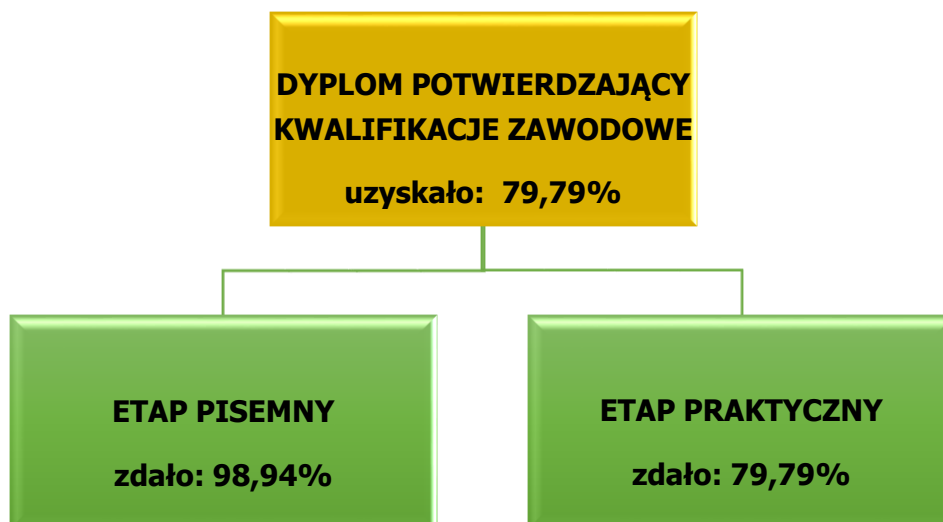 DYPLOM POTWIERDZAJĄCY
KWALIFIKACJE ZAWODOWE
uzyskało: 79,79%
ETAP PISEMNY
zdało: 98,94%
ETAP PRAKTYCZNY
zdało: 79,79%